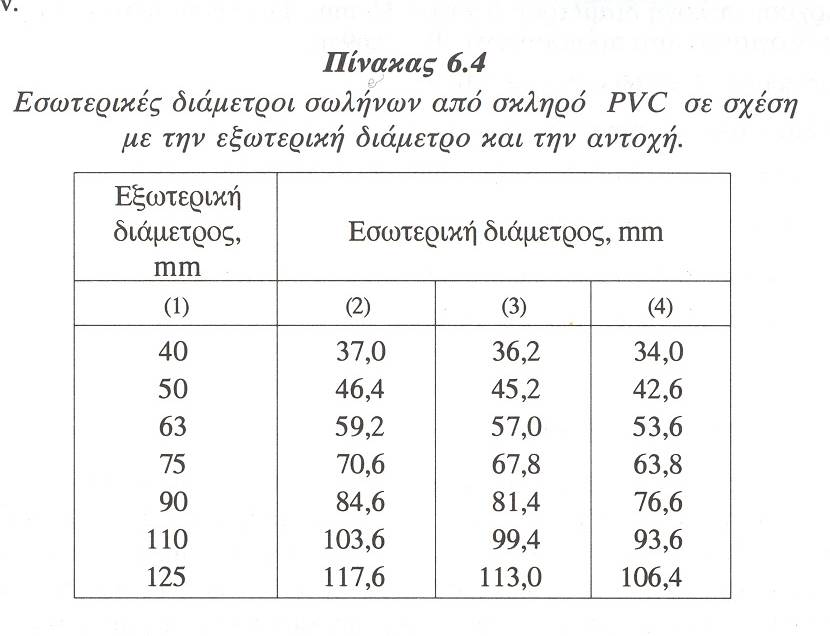 ν.
Πίνακας 6.4
Εσωτερικές διάμετροι σωλήνων από σκληρό PVC σε σχέση
με την εξωτερική διάμετρο και την αντοχή.
Εξωτερική
διάμετρος,
mm
Εσωτερική διάμετρος, mm
(1) (2) (3) (4)
40 37,0 36,2 34,0
50 46,4 45,2 42,6
63 59,2 57,0 53,6
75 70,6 67,8 63,8
90 84,6 81,4 76,6
110 103,6 99,4 93,6
125 117,6 113,0 106,4